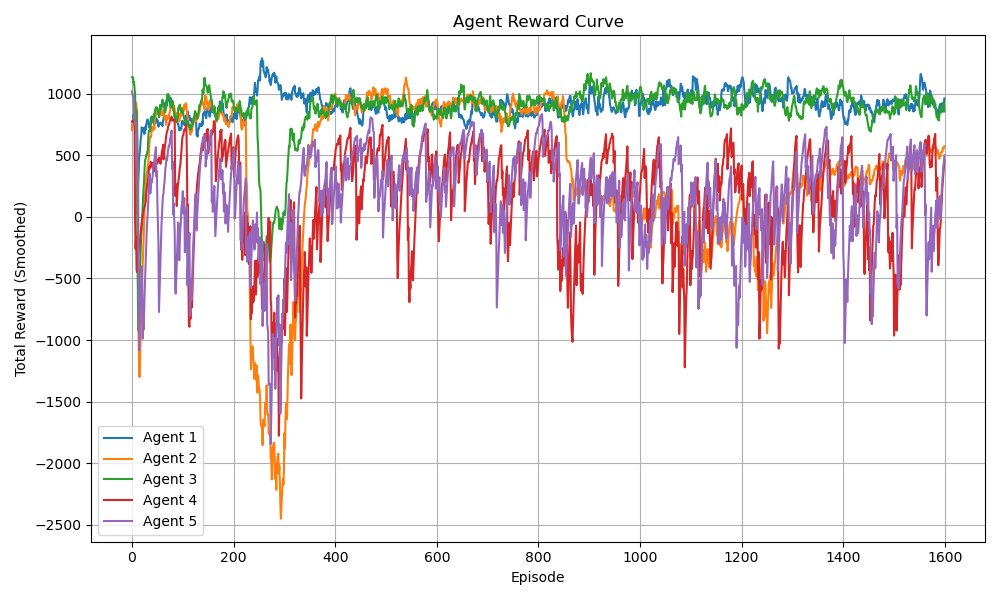 Agent Reward Curve
Total Reward (Smoothed)
1000
500
0
−500
−1000
−1500
−2000
−2500
Agent 1
Agent 2
Agent 3
Agent 4
Agent 5
0 200 400 600 800 1000 1200 1400 1600
Episode